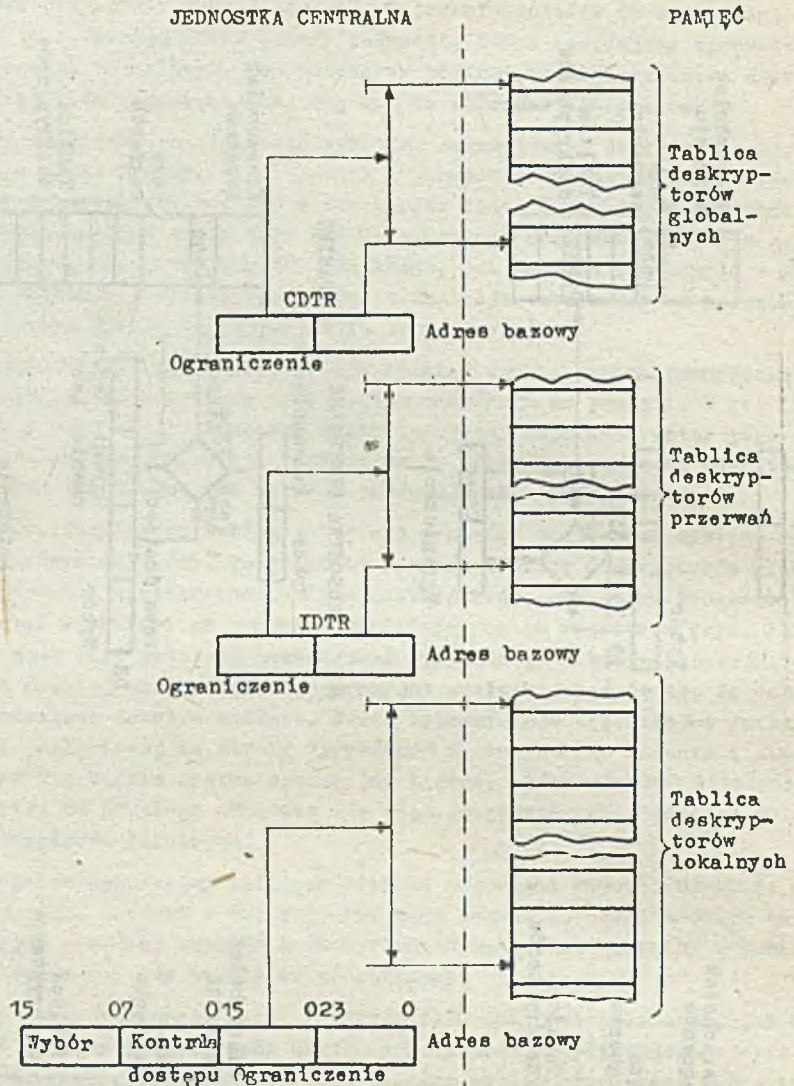 JEDNOSTKA CENTRALNA
PAMIĘĆ
Tablica
deskryp-
torów
global-
nych
CDTR
Adres bazowy
Ograniczenie
Tablica
deskryp-
torów
przerwań
IDTR
Adres bazowy
Ograniczenie
Tablica
deskryp-
torów
lokalnych
15 07 015 023 0
Wybór Kontrola Adres bazowy
dostępu Ograniczenie